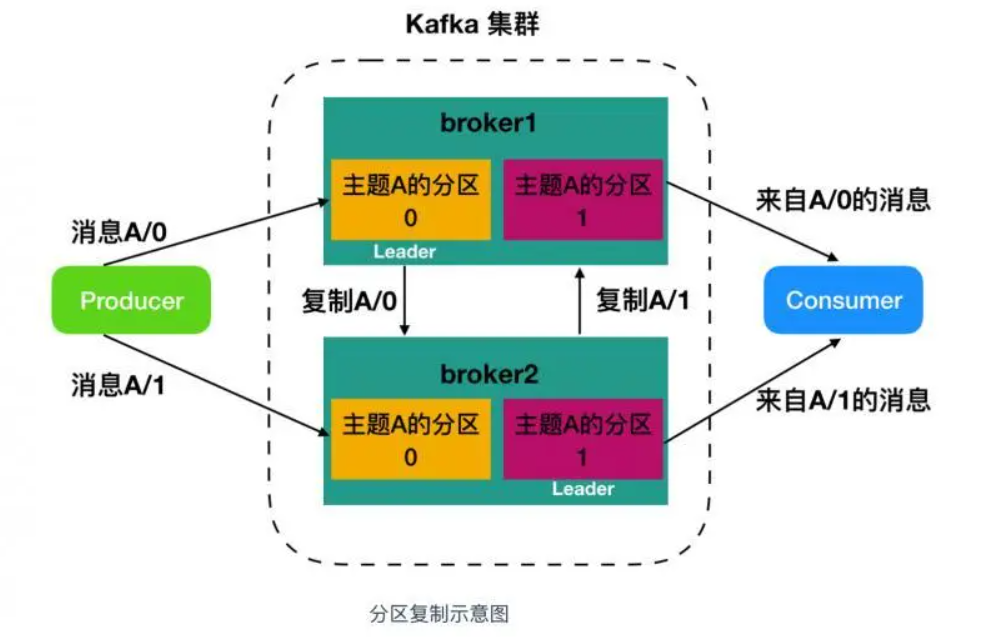 Kafka 集群
broker1
主题A的分区
0
主题A的分区
1
Leader
消息A/0
来自A/0的消息
Producer
复制A/0
复制A/1
Consumer
消息A/1
来自A/1的消息
broker2
主题A的分区
0
主题A的分区
1
Leader
分区复制示意图